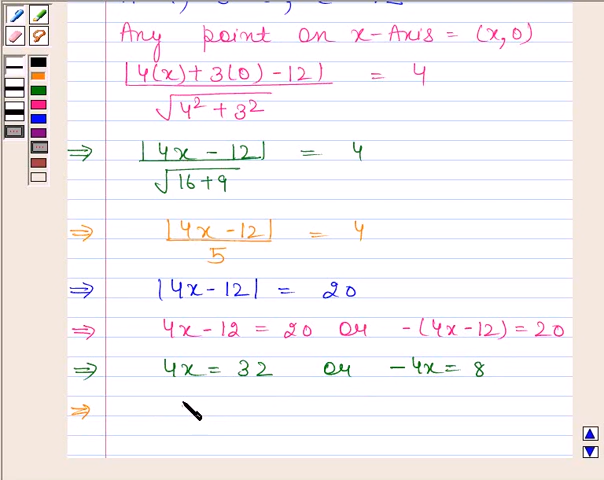 Any point on x-Axis = (x,0)
|4(x)+3(0)-12| / √(4²+3²) = 4
⇒ |4x-12| / √(16+9) = 4
⇒ |4x-12| / 5 = 4
⇒ |4x-12| = 20
⇒ 4x-12 = 20 or -(4x-12) = 20
⇒ 4x = 32 or -4x = 8
⇒